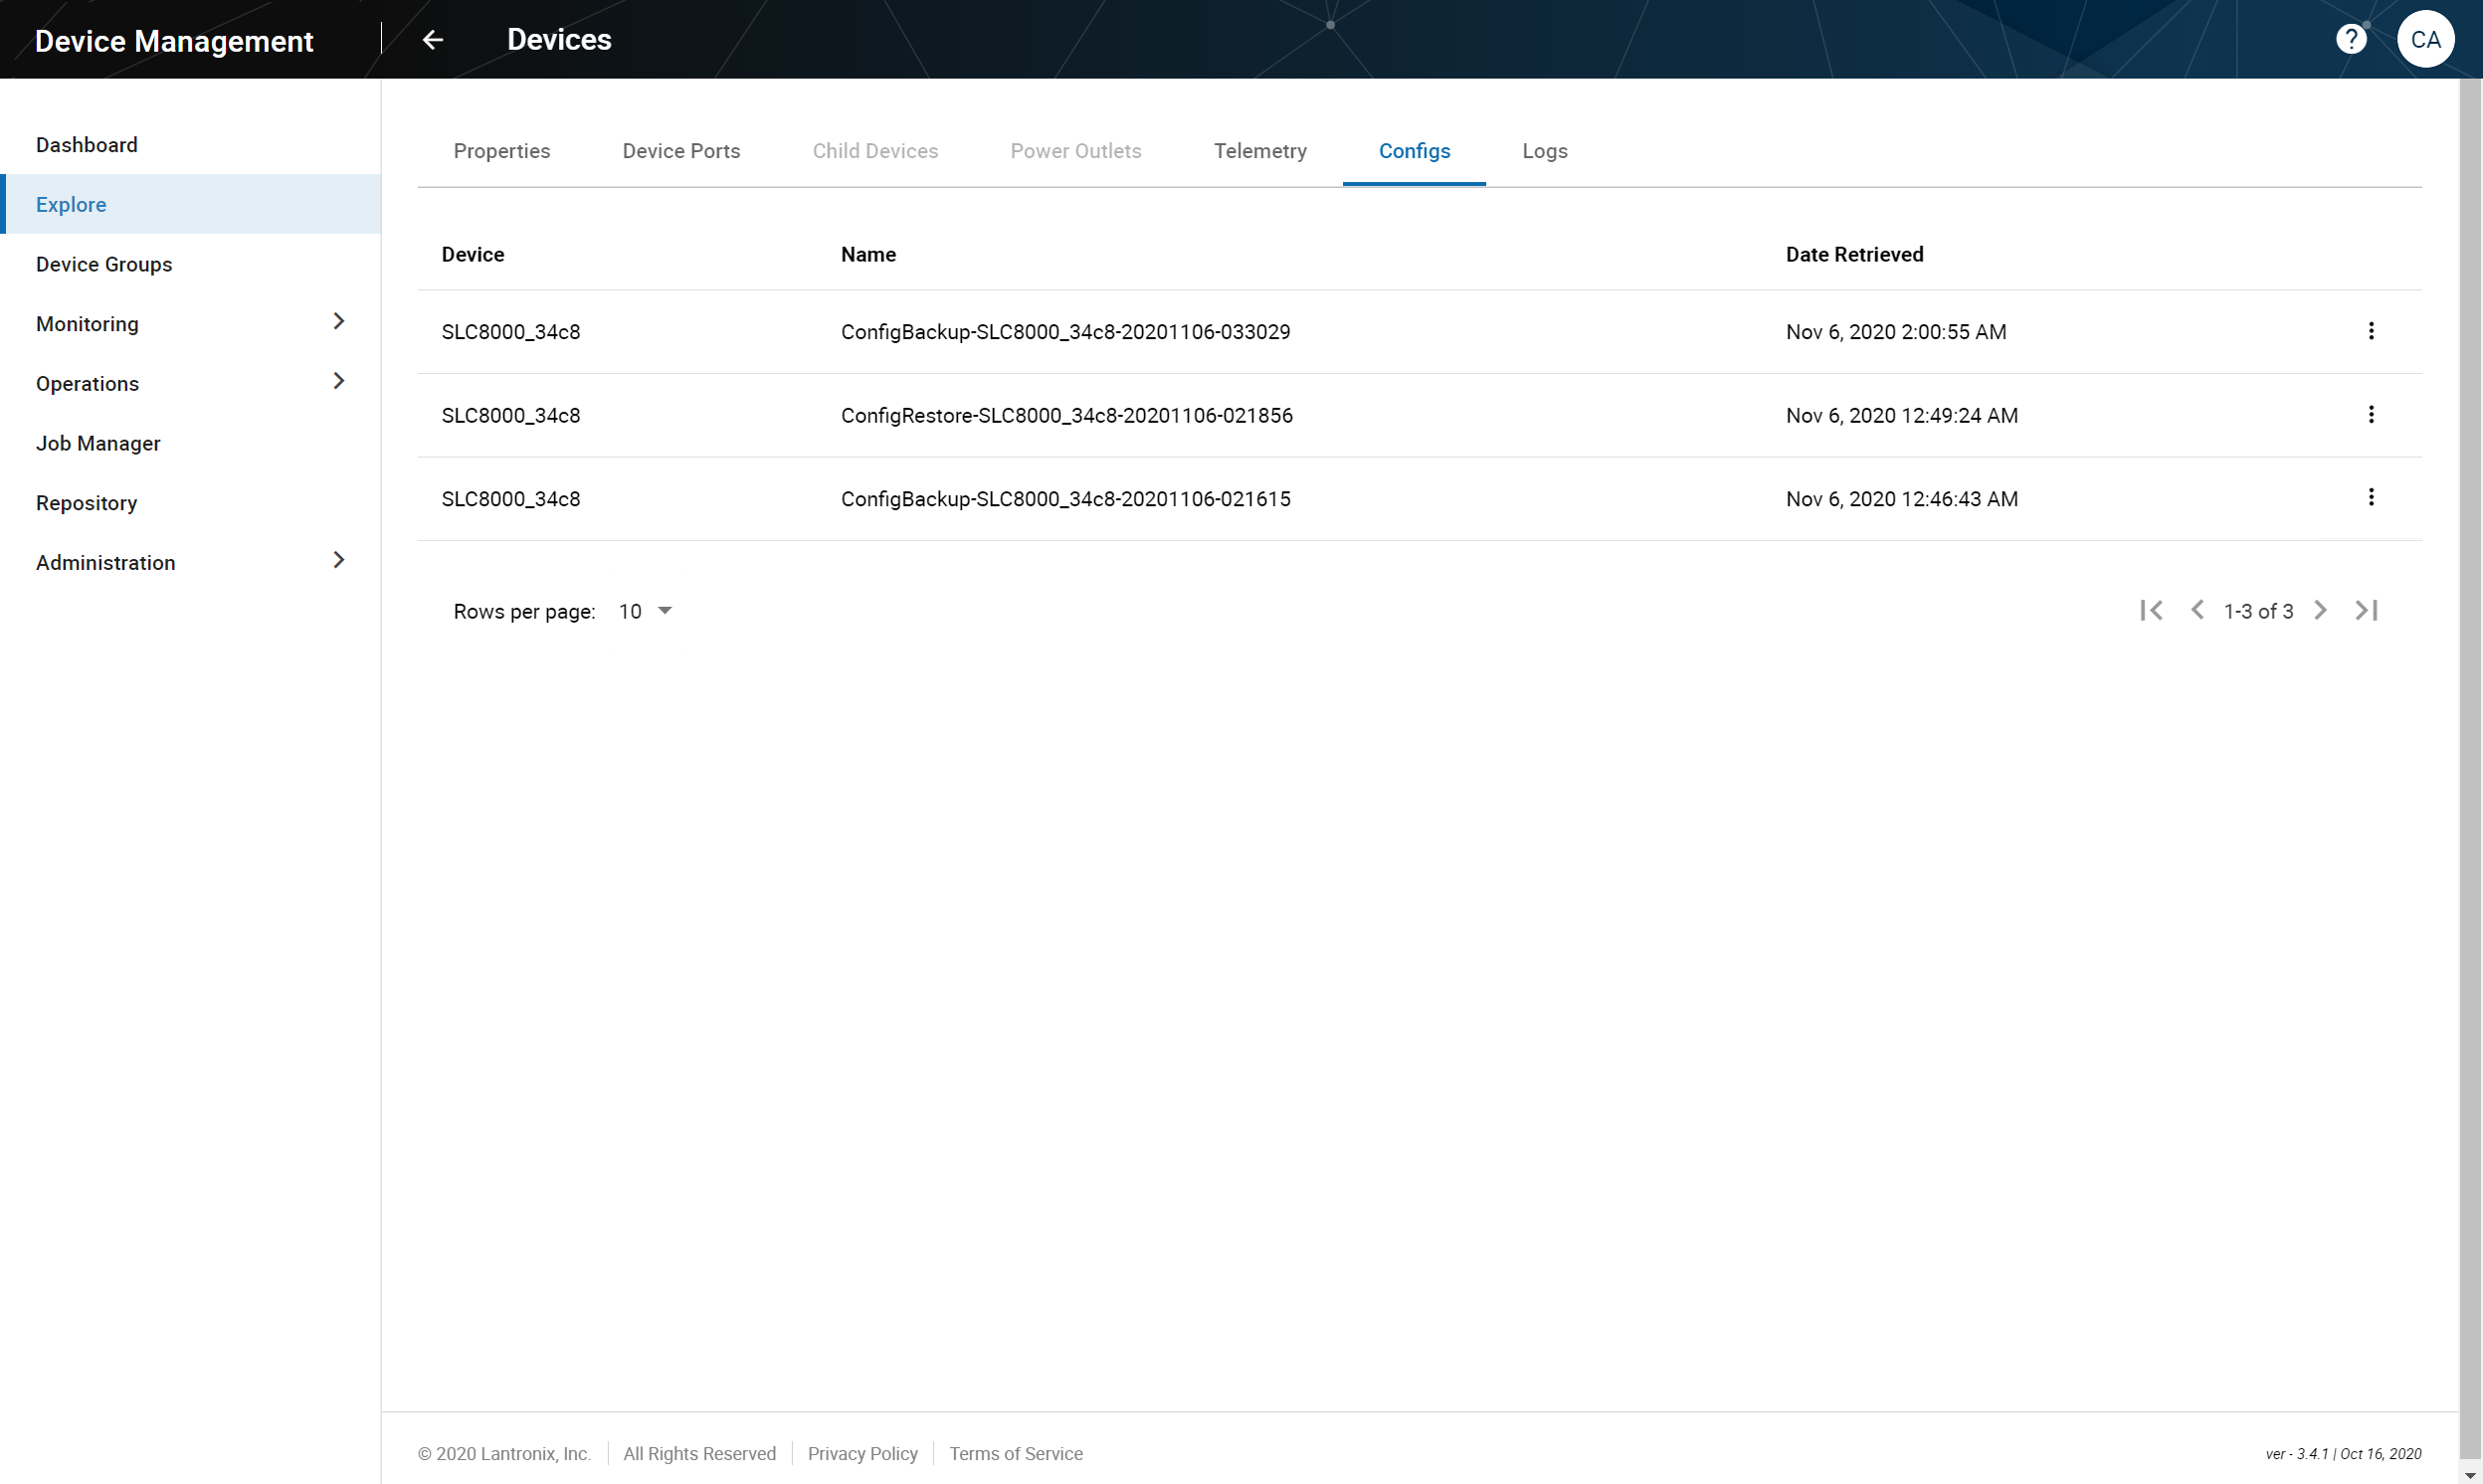 Device Management
Devices
?
CA
Dashboard
Explore
Device Groups
Monitoring
Operations
Job Manager
Repository
Administration
Properties Device Ports Child Devices Power Outlets Telemetry Configs Logs
Device Name Date Retrieved
SLC8000_34c8 ConfigBackup-SLC8000_34c8-20201106-033029 Nov 6, 2020 2:00:55 AM
SLC8000_34c8 ConfigRestore-SLC8000_34c8-20201106-021856 Nov 6, 2020 12:49:24 AM
SLC8000_34c8 ConfigBackup-SLC8000_34c8-20201106-021615 Nov 6, 2020 12:46:43 AM
Rows per page: 10 1-3 of 3
© 2020 Lantronix, Inc. All Rights Reserved Privacy Policy Terms of Service ver - 3.4.1 | Oct 16, 2020